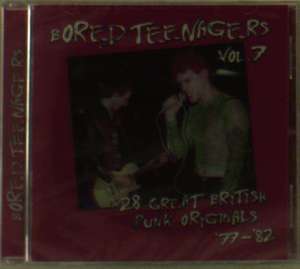 BORED TEENAGERS
VOL 7
28 GREAT BRITISH
PUNK ORIGINALS
'77-'82
BORED TEENAGERS